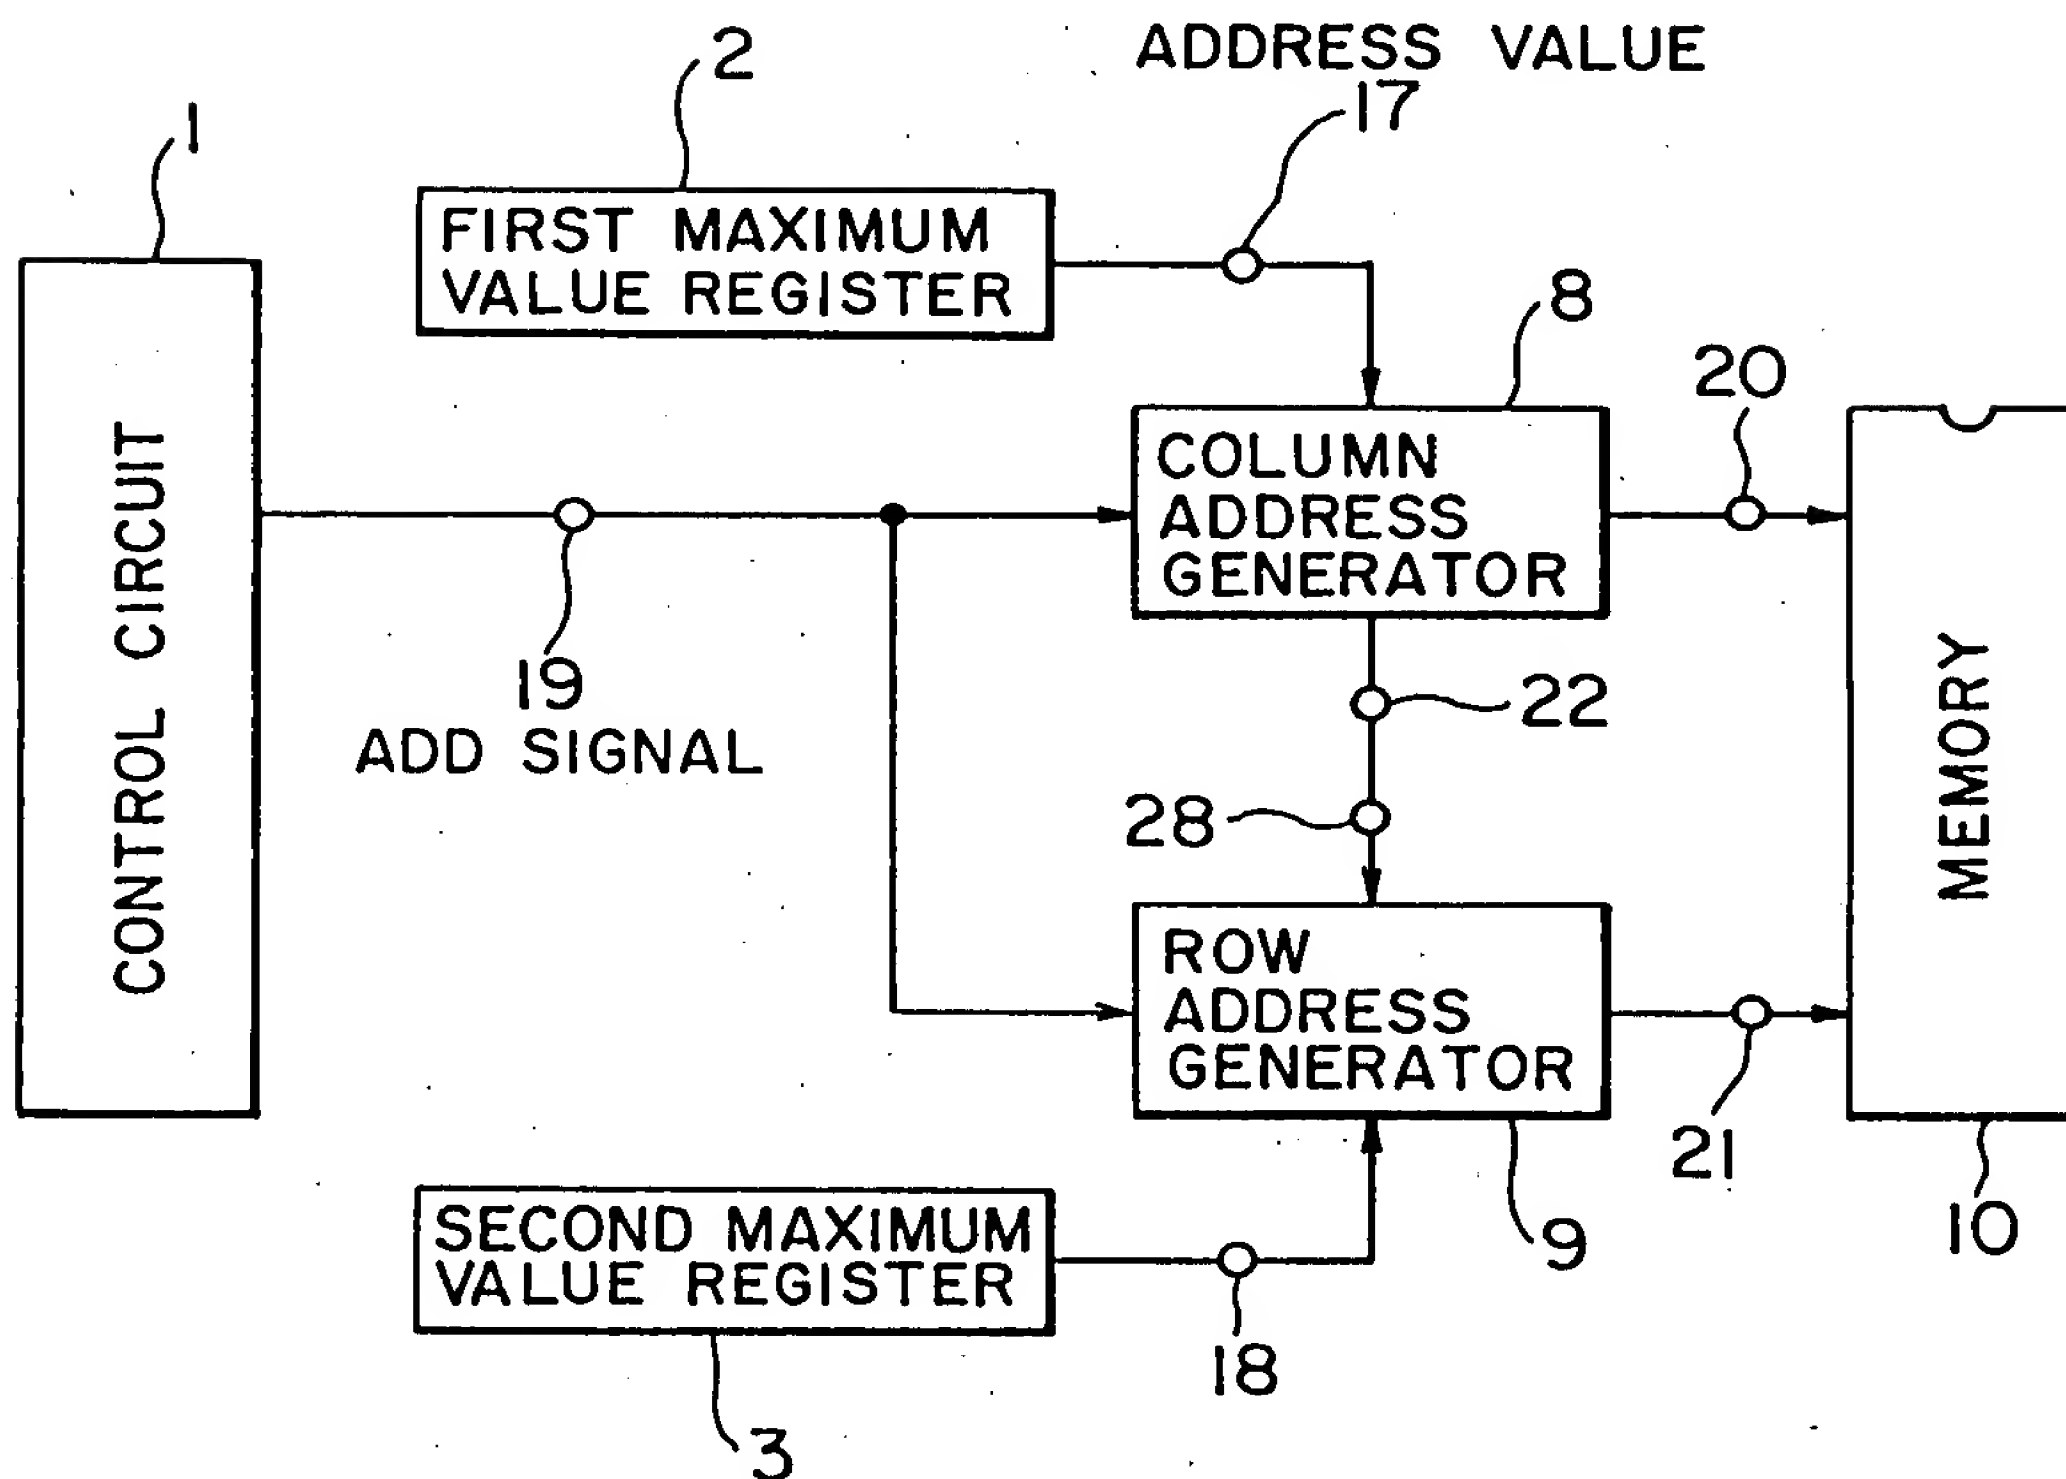 ADDRESS VALUE
2
17
1
FIRST MAXIMUM
VALUE REGISTER
8
20
CONTROL CIRCUIT
COLUMN
ADDRESS
GENERATOR
19
ADD SIGNAL
22
28
MEMORY
ROW
ADDRESS
GENERATOR
21
10
SECOND MAXIMUM
VALUE REGISTER
9
18
3